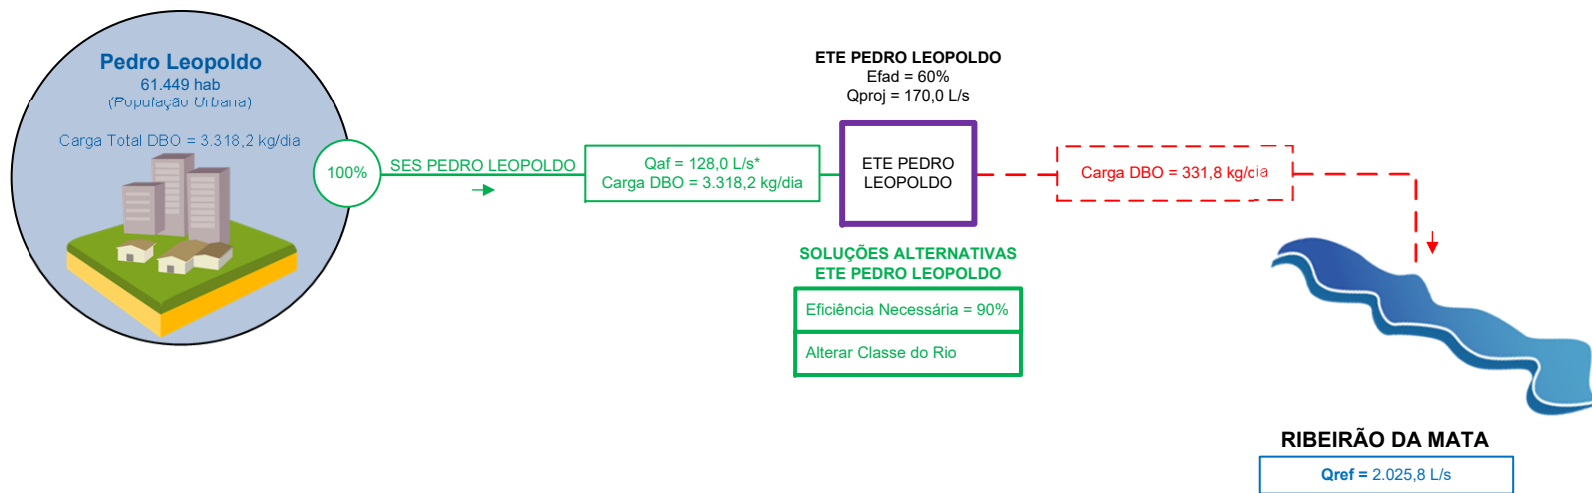 Pedro Leopoldo
61.449 hab
(População Urbana)
Carga Total DBO = 3.318,2 kg/dia
100%
SES PEDRO LEOPOLDO
Qaf = 128,0 L/s*
Carga DBO = 3.318,2 kg/dia
ETE PEDRO LEOPOLDO
Efad = 60%
Qproj = 170,0 L/s
ETE PEDRO
LEOPOLDO
Carga DBO = 331,8 kg/dia
SOLUÇÕES ALTERNATIVAS
ETE PEDRO LEOPOLDO
Eficiência Necessária = 90%
Alterar Classe do Rio
RIBEIRÃO DA MATA
Qref = 2.025,8 L/s